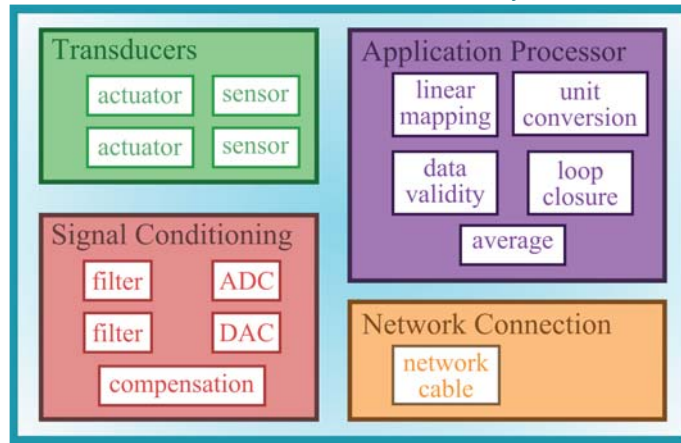 Transducers
actuator
sensor
actuator
sensor
Signal Conditioning
filter
ADC
filter
DAC
compensation
Application Processor
linear
mapping
unit
conversion
data
validity
loop
closure
average
Network Connection
network
cable